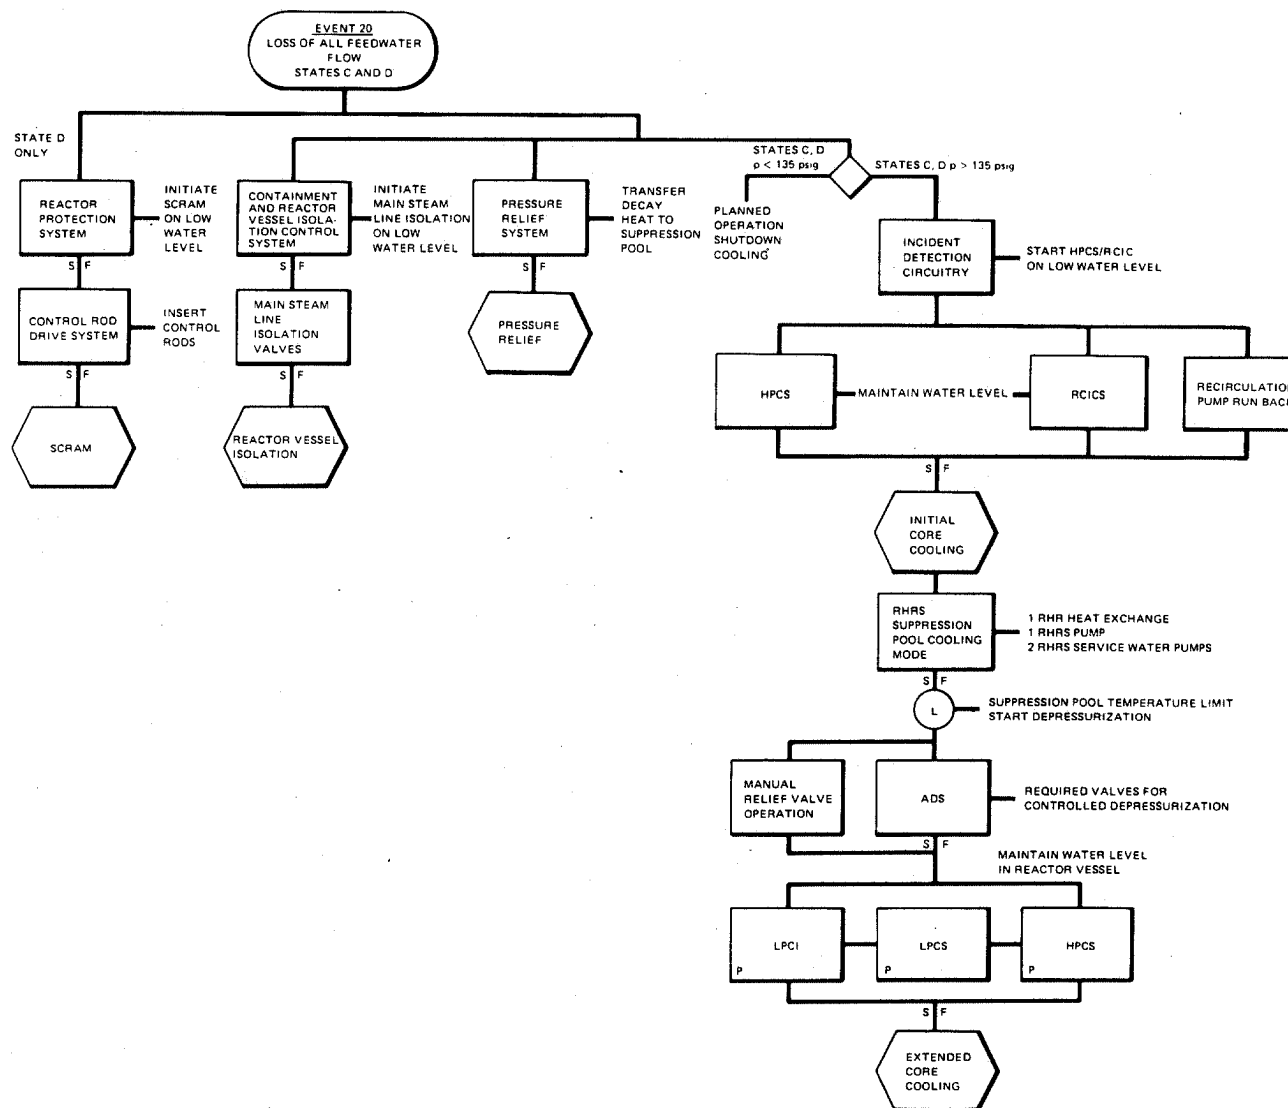 EVENT 20
LOSS OF ALL FEEDWATER
FLOW
STATES C AND D
STATE D
ONLY
REACTOR
PROTECTION
SYSTEM
INITIATE
SCRAM
ON LOW
WATER
LEVEL
S F
CONTROL ROD
DRIVE SYSTEM
INSERT
CONTROL
RODS
S F
SCRAM
CONTAINMENT
AND REACTOR
VESSEL ISOLA-
TION CONTROL
SYSTEM
INITIATE
MAIN STEAM
LINE ISOLATION
ON LOW
WATER LEVEL
S F
MAIN STEAM
LINE
ISOLATION
VALVES
S F
REACTOR VESSEL
ISOLATION
PRESSURE
RELIEF
SYSTEM
TRANSFER
DECAY
HEAT TO
SUPPRESSION
POOL
S F
PRESSURE
RELIEF
STATES C, D
p < 135 psig
STATES C, D p > 135 psig
PLANNED
OPERATION
SHUTDOWN
COOLING
INCIDENT
DETECTION
CIRCUITRY
START HPCS/RCIC
ON LOW WATER LEVEL
HPCS
MAINTAIN WATER LEVEL
RCICS
RECIRCULATION
PUMP RUN BACK
S F
INITIAL
CORE
COOLING
RHRS
SUPPRESSION
POOL COOLING
MODE
1 RHR HEAT EXCHANGE
1 RHRS PUMP
2 RHRS SERVICE WATER PUMPS
S F
L
SUPPRESSION POOL TEMPERATURE LIMIT
START DEPRESSURIZATION
MANUAL
RELIEF VALVE
OPERATION
ADS
REQUIRED VALVES FOR
CONTROLLED DEPRESSURIZATION
S F
MAINTAIN WATER LEVEL
IN REACTOR VESSEL
LPCI
P
LPCS
P
HPCS
P
S F
EXTENDED
CORE
COOLING